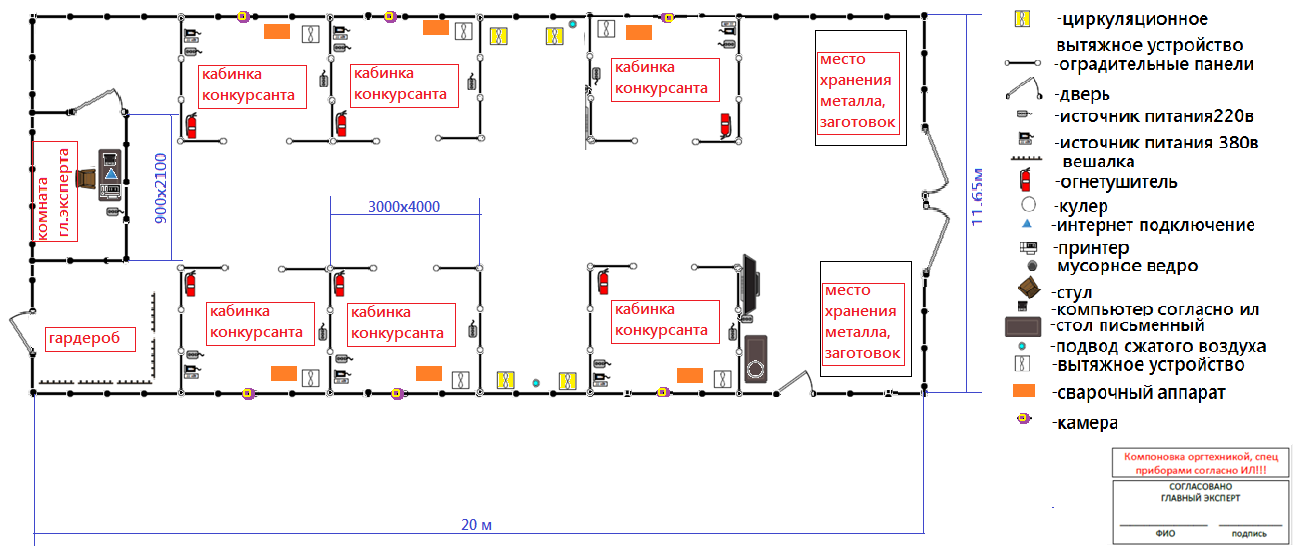 кабинка
конкурсанта
кабинка
конкурсанта
кабинка
конкурсанта
место
хранения
металла,
заготовок
комната
гл.эксперта
900x2100
3000x4000
11.65м
гардероб
кабинка
конкурсанта
кабинка
конкурсанта
кабинка
конкурсанта
место
хранения
металла,
заготовок
20 м
-циркуляционное
вытяжное устройство
-оградительные панели
-дверь
-источник питания220в
-источник питания 380в
вешалка
-огнетушитель
-кулер
-интернет подключение
-принтер
мусорное ведро
-стул
-компьютер согласно ил
-стол письменный
-подвод сжатого воздуха
-вытяжное устройство
-сварочный аппарат
-камера
Компоновка оргтехникой, спец
приборами согласно ИЛ!!!
СОГЛАСОВАНО
ГЛАВНЫЙ ЭКСПЕРТ
ФИО подпись